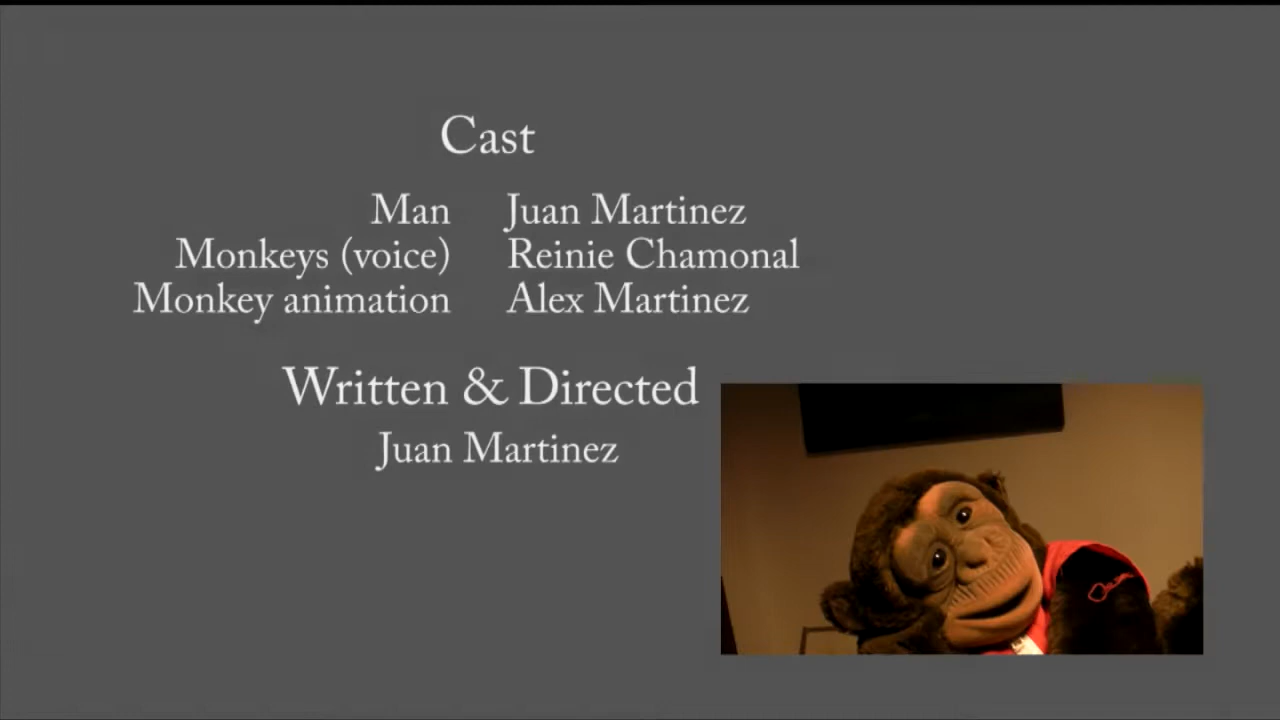 Cast
Man Juan Martinez
Monkeys (voice) Reinie Chamonal
Monkey animation Alex Martinez
Written & Directed
Juan Martinez